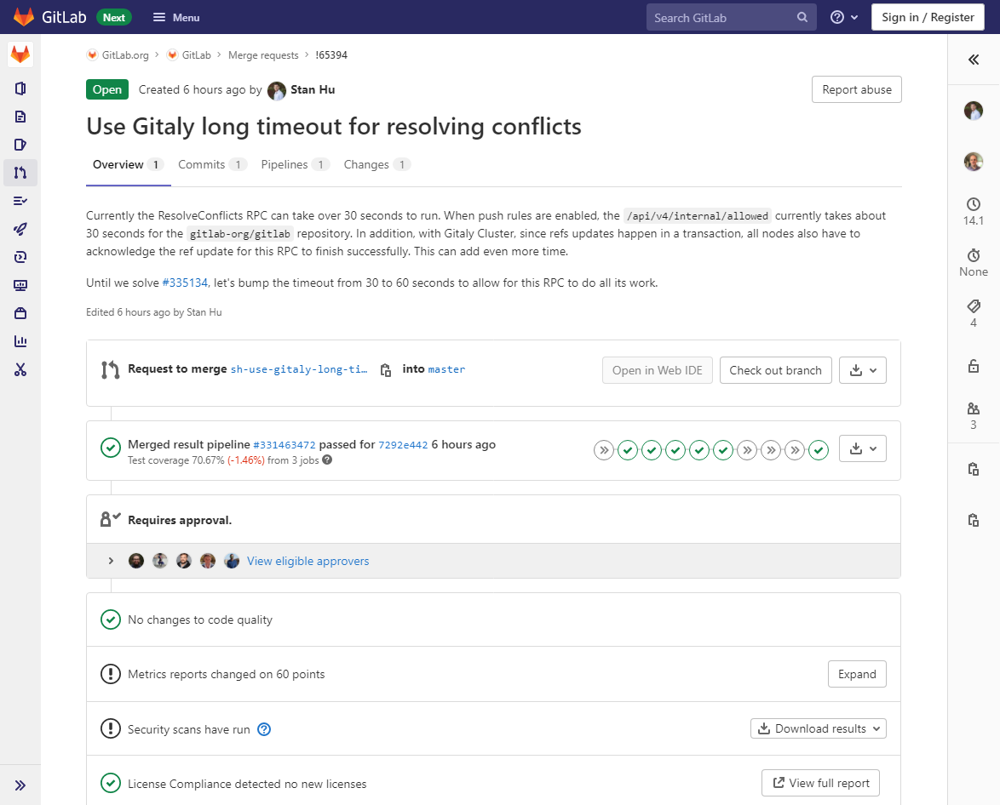 GitLab Next Menu Search GitLab Sign in / Register
GitLab.org > GitLab > Merge requests > !65394
Open Created 6 hours ago by Stan Hu Report abuse
Use Gitaly long timeout for resolving conflicts
Overview 1 Commits 1 Pipelines 1 Changes 1
Currently the ResolveConflicts RPC can take over 30 seconds to run. When push rules are enabled, the /api/v4/internal/allowed currently takes about
30 seconds for the gitlab-org/gitlab repository. In addition, with Gitaly Cluster, since refs updates happen in a transaction, all nodes also have to
acknowledge the ref update for this RPC to finish successfully. This can add even more time.
Until we solve #335134, let's bump the timeout from 30 to 60 seconds to allow for this RPC to do all its work.
Edited 6 hours ago by Stan Hu
Request to merge sh-use-gitaly-long-ti… into master Open in Web IDE Check out branch
Merged result pipeline #331463472 passed for 7292e442 6 hours ago
Test coverage 70.67% (-1.46%) from 3 jobs
Requires approval.
View eligible approvers
No changes to code quality
Metrics reports changed on 60 points Expand
Security scans have run Download results
License Compliance detected no new licenses View full report
14.1
None
4
3